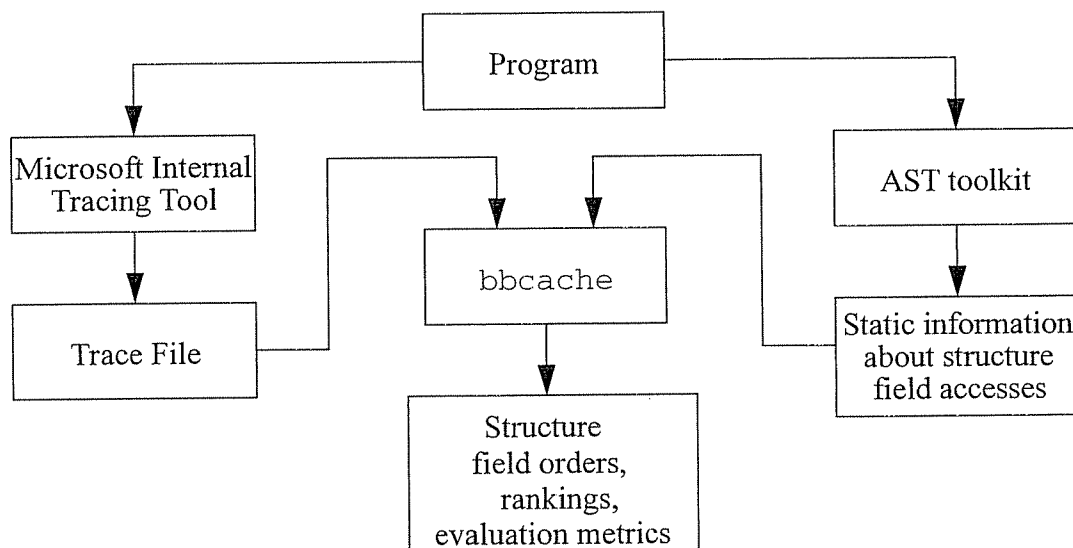 Program
Microsoft Internal
Tracing Tool
AST toolkit
bbcache
Trace File
Static information
about structure
field accesses
Structure
field orders,
rankings,
evaluation metrics